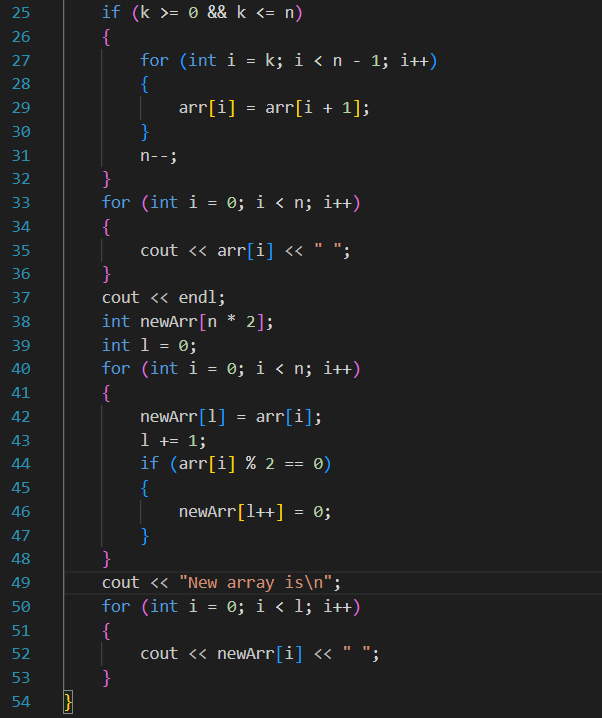 25 if (k >= 0 && k <= n)
26 {
27 for (int i = k; i < n - 1; i++)
28 {
29 arr[i] = arr[i + 1];
30 }
31 n--;
32 }
33 for (int i = 0; i < n; i++)
34 {
35 cout << arr[i] << " ";
36 }
37 cout << endl;
38 int newArr[n * 2];
39 int l = 0;
40 for (int i = 0; i < n; i++)
41 {
42 newArr[l] = arr[i];
43 l += 1;
44 if (arr[i] % 2 == 0)
45 {
46 newArr[l++] = 0;
47 }
48 }
49 cout << "New array is\n";
50 for (int i = 0; i < l; i++)
51 {
52 cout << newArr[i] << " ";
53 }
54 }